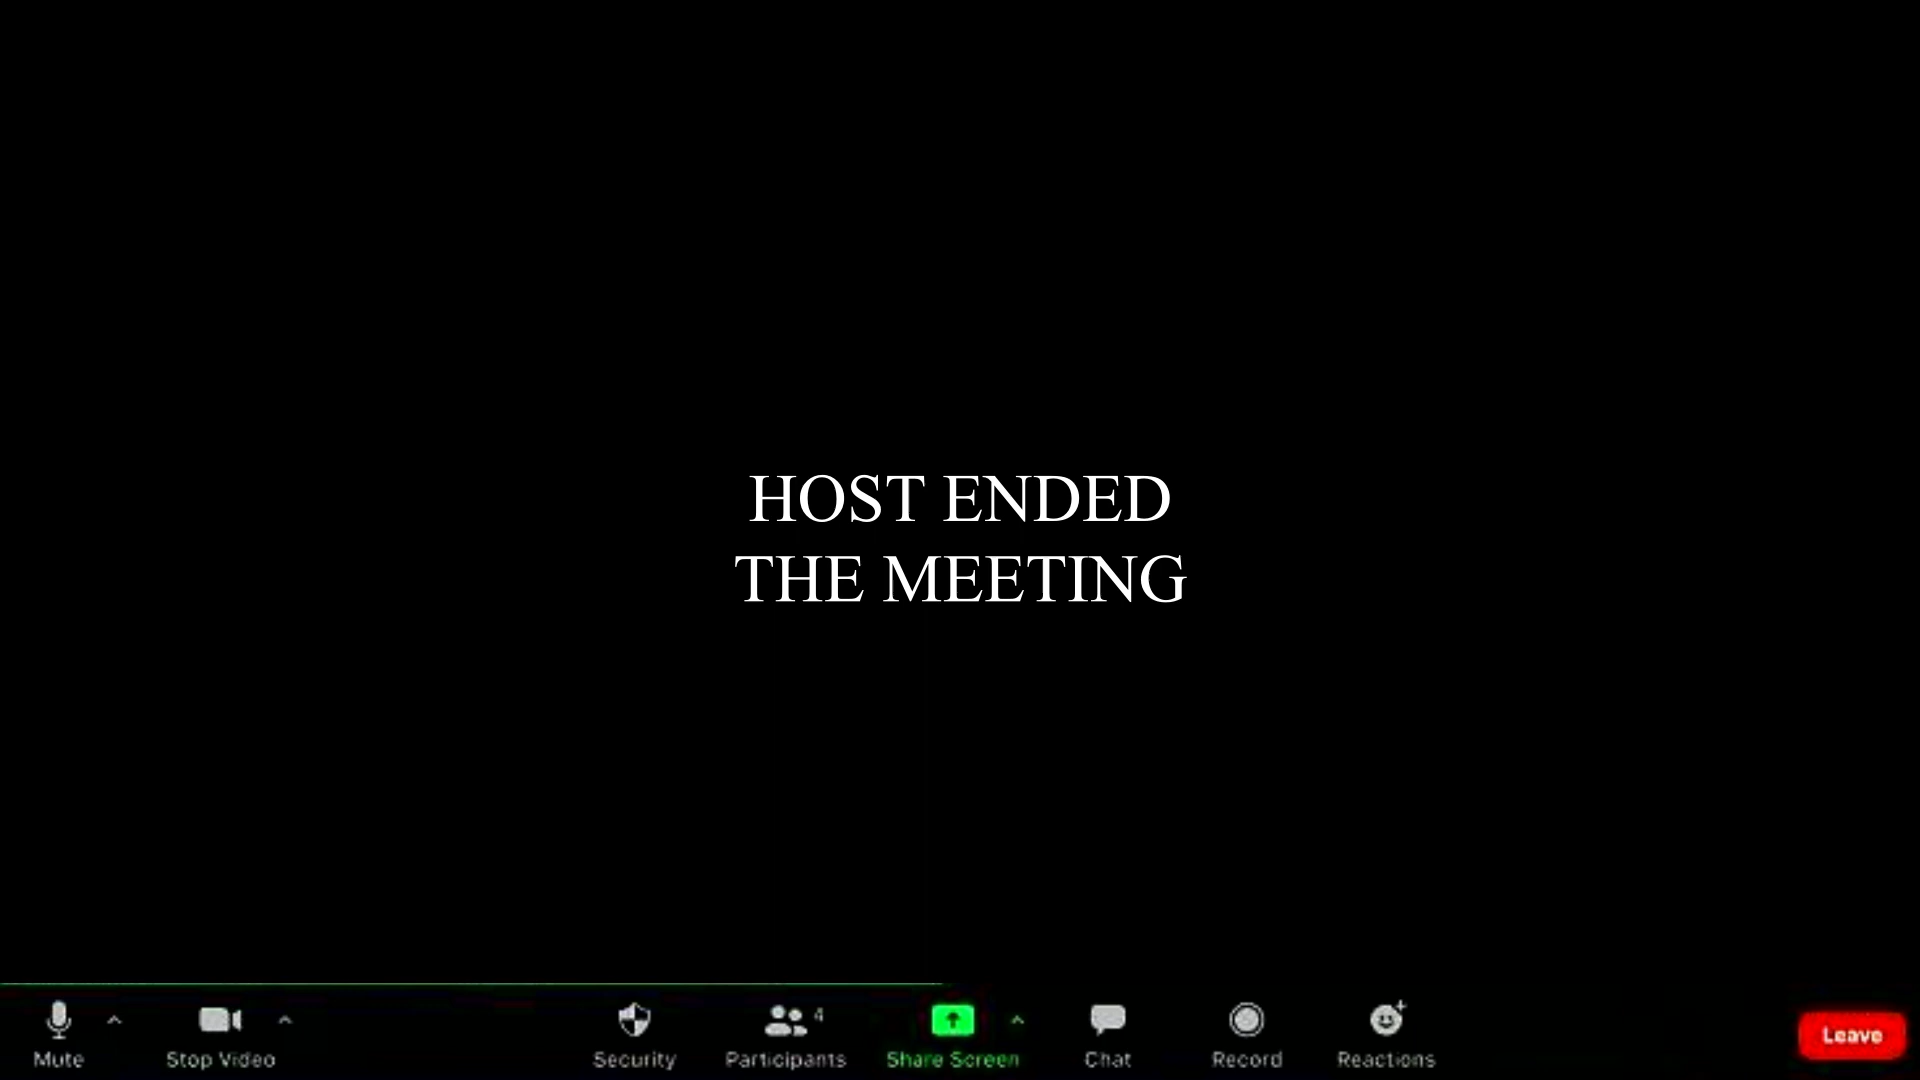 HOST ENDED
THE MEETING
4
Mute
Stop Video
Security
Participants
Share Screen
Chat
Record
Reactions
Leave